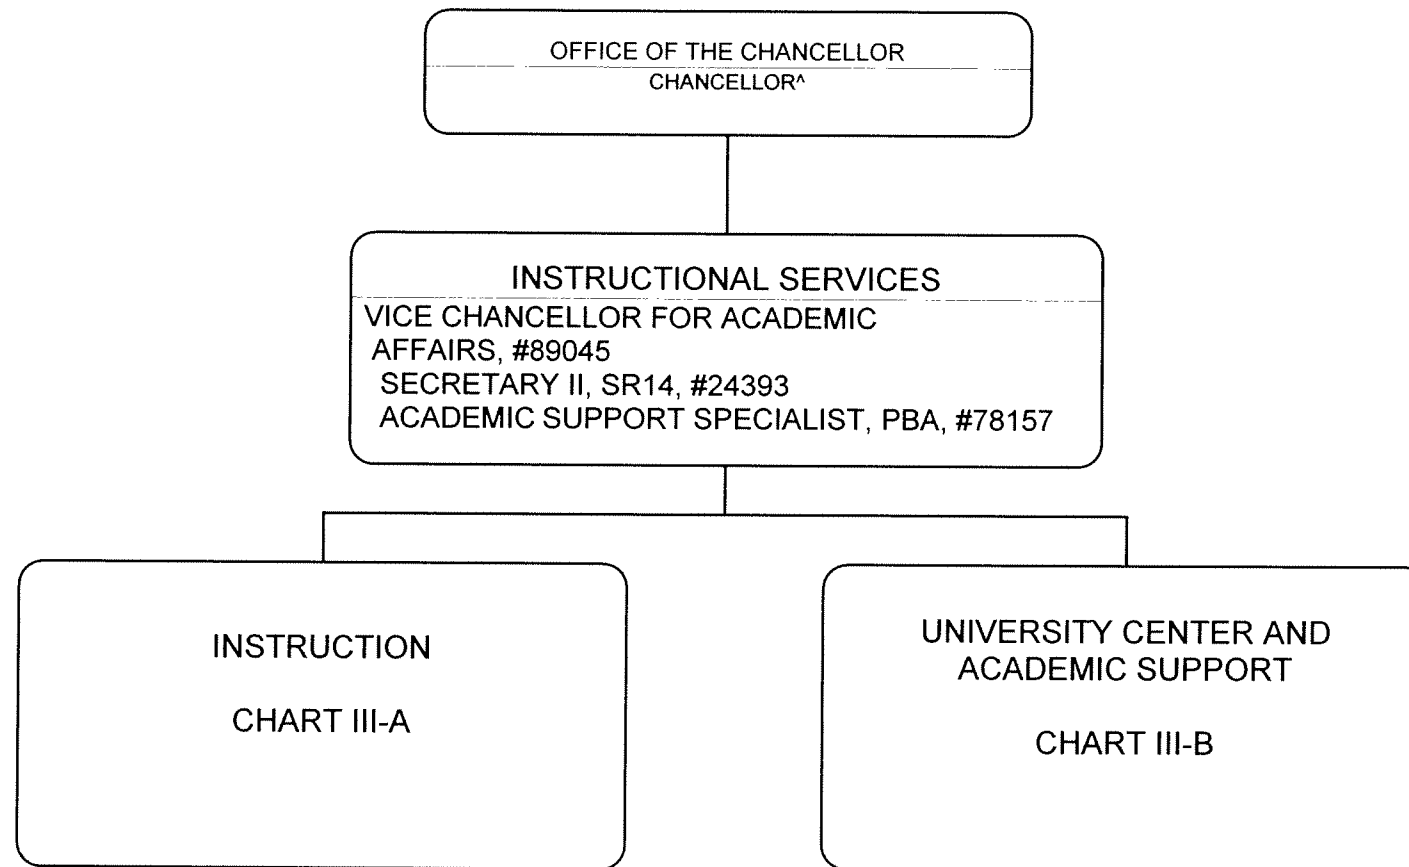 OFFICE OF THE CHANCELLOR
CHANCELLOR^
INSTRUCTIONAL SERVICES
VICE CHANCELLOR FOR ACADEMIC
AFFAIRS, #89045
SECRETARY II, SR14, #24393
ACADEMIC SUPPORT SPECIALIST, PBA, #78157
INSTRUCTION
CHART III-A
UNIVERSITY CENTER AND
ACADEMIC SUPPORT
CHART III-B